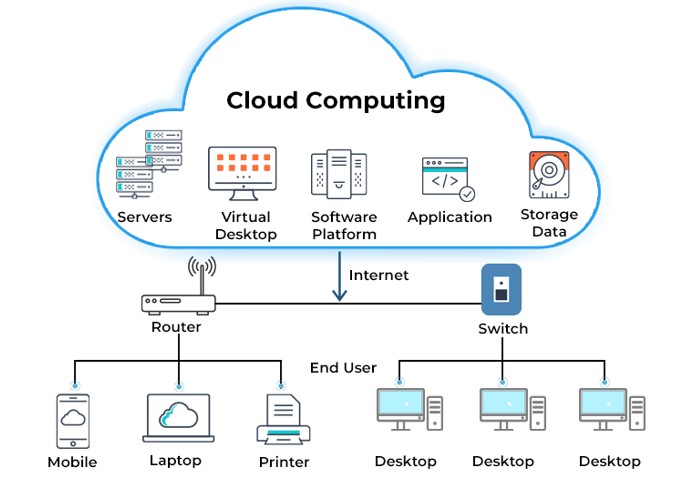 Cloud Computing
Servers
Virtual
Desktop
Software
Platform
Application
Storage
Data
Internet
Router
Switch
End User
Mobile
Laptop
Printer
Desktop
Desktop
Desktop